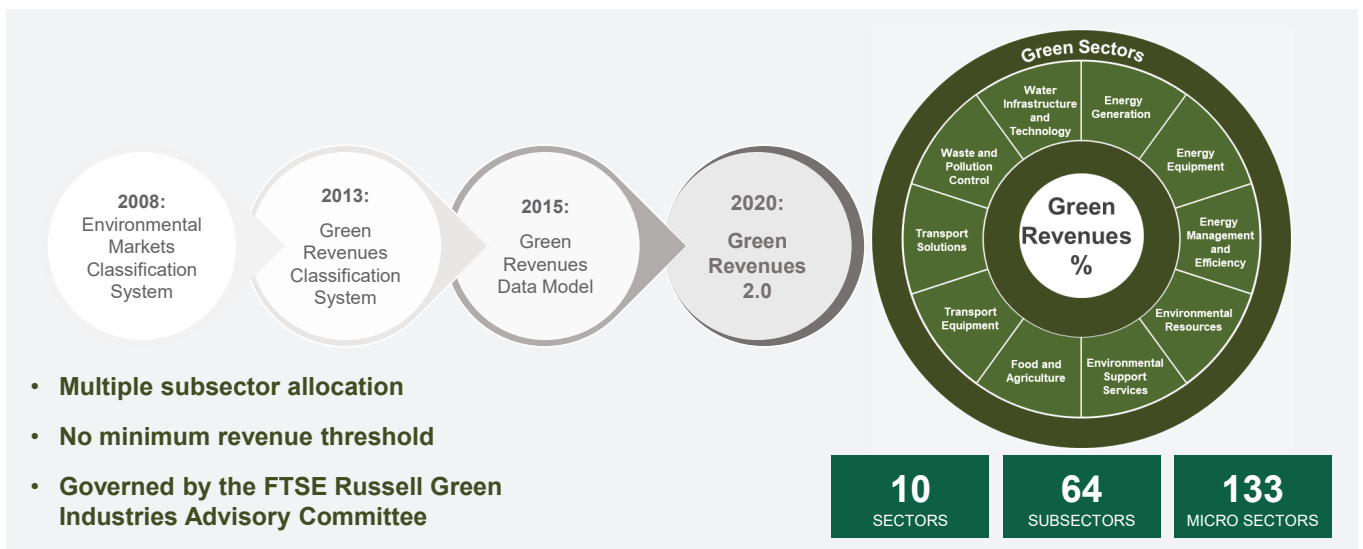 2008:
Environmental
Markets
Classification
System
2013:
Green
Revenues
Classification
System
2015:
Green
Revenues
Data Model
2020:
Green
Revenues
2.0
• Multiple subsector allocation
• No minimum revenue threshold
• Governed by the FTSE Russell Green
Industries Advisory Committee
Green Sectors
Energy
Generation
Energy
Equipment
Energy
Management
and
Efficiency
Environmental
Resources
Environmental
Support
Services
Food and
Agriculture
Transport
Equipment
Transport
Solutions
Waste and
Pollution
Control
Water
Infrastructure
and
Technology
Green
Revenues
%
10
SECTORS
64
SUBSECTORS
133
MICRO SECTORS